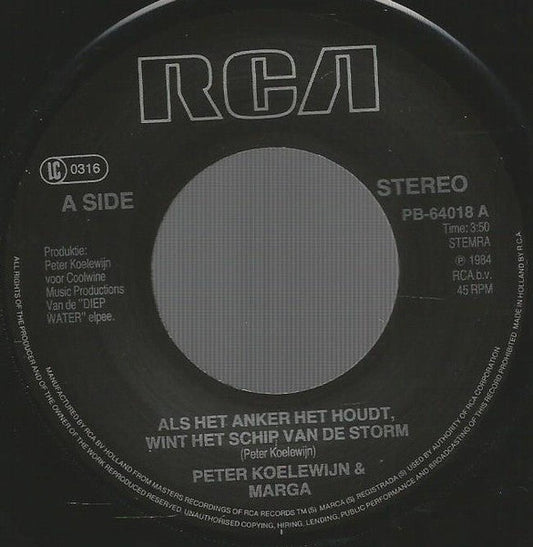 RCA
LC 0316
A SIDE
STEREO
PB-64018 A
Time: 3:50
STEMRA
℗ 1984
RCA b.v.
45 RPM
Produktie:
Peter Koelewijn
voor Coolwine
Music Productions
Van de "DIEP
WATER" elpee.
ALS HET ANKER HET HOUDT,
WINT HET SCHIP VAN DE STORM
(Peter Koelewijn)
PETER KOELEWIJN &
MARGA
MANUFACTURED BY RCA BV HOLLAND FROM MASTERS RECORDINGS OF RCA RECORDS TM (S) MARCA (S) REGISTRADA (S) USED BY AUTHORITY OF RCA CORPORATION
ALL RIGHTS OF THE PRODUCER AND OF THE OWNER OF THE WORK REPRODUCED RESERVED. UNAUTHORISED COPYING, HIRING, LENDING, PUBLIC PERFORMANCE AND BROADCASTING OF THIS RECORD PROHIBITED. MADE IN HOLLAND BY R.C.A.